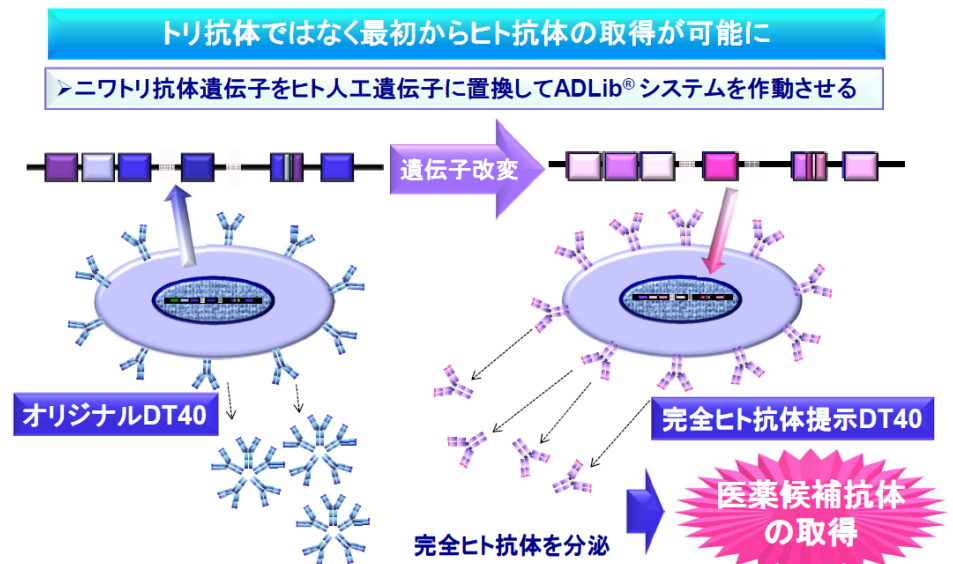 トリ抗体ではなく最初からヒト抗体の取得が可能に
➢ニワトリ抗体遺伝子をヒト人工遺伝子に置換してADLib®システムを作動させる
遺伝子改変
オリジナルDT40
完全ヒト抗体提示DT40
医薬候補抗体
の取得
完全ヒト抗体を分泌